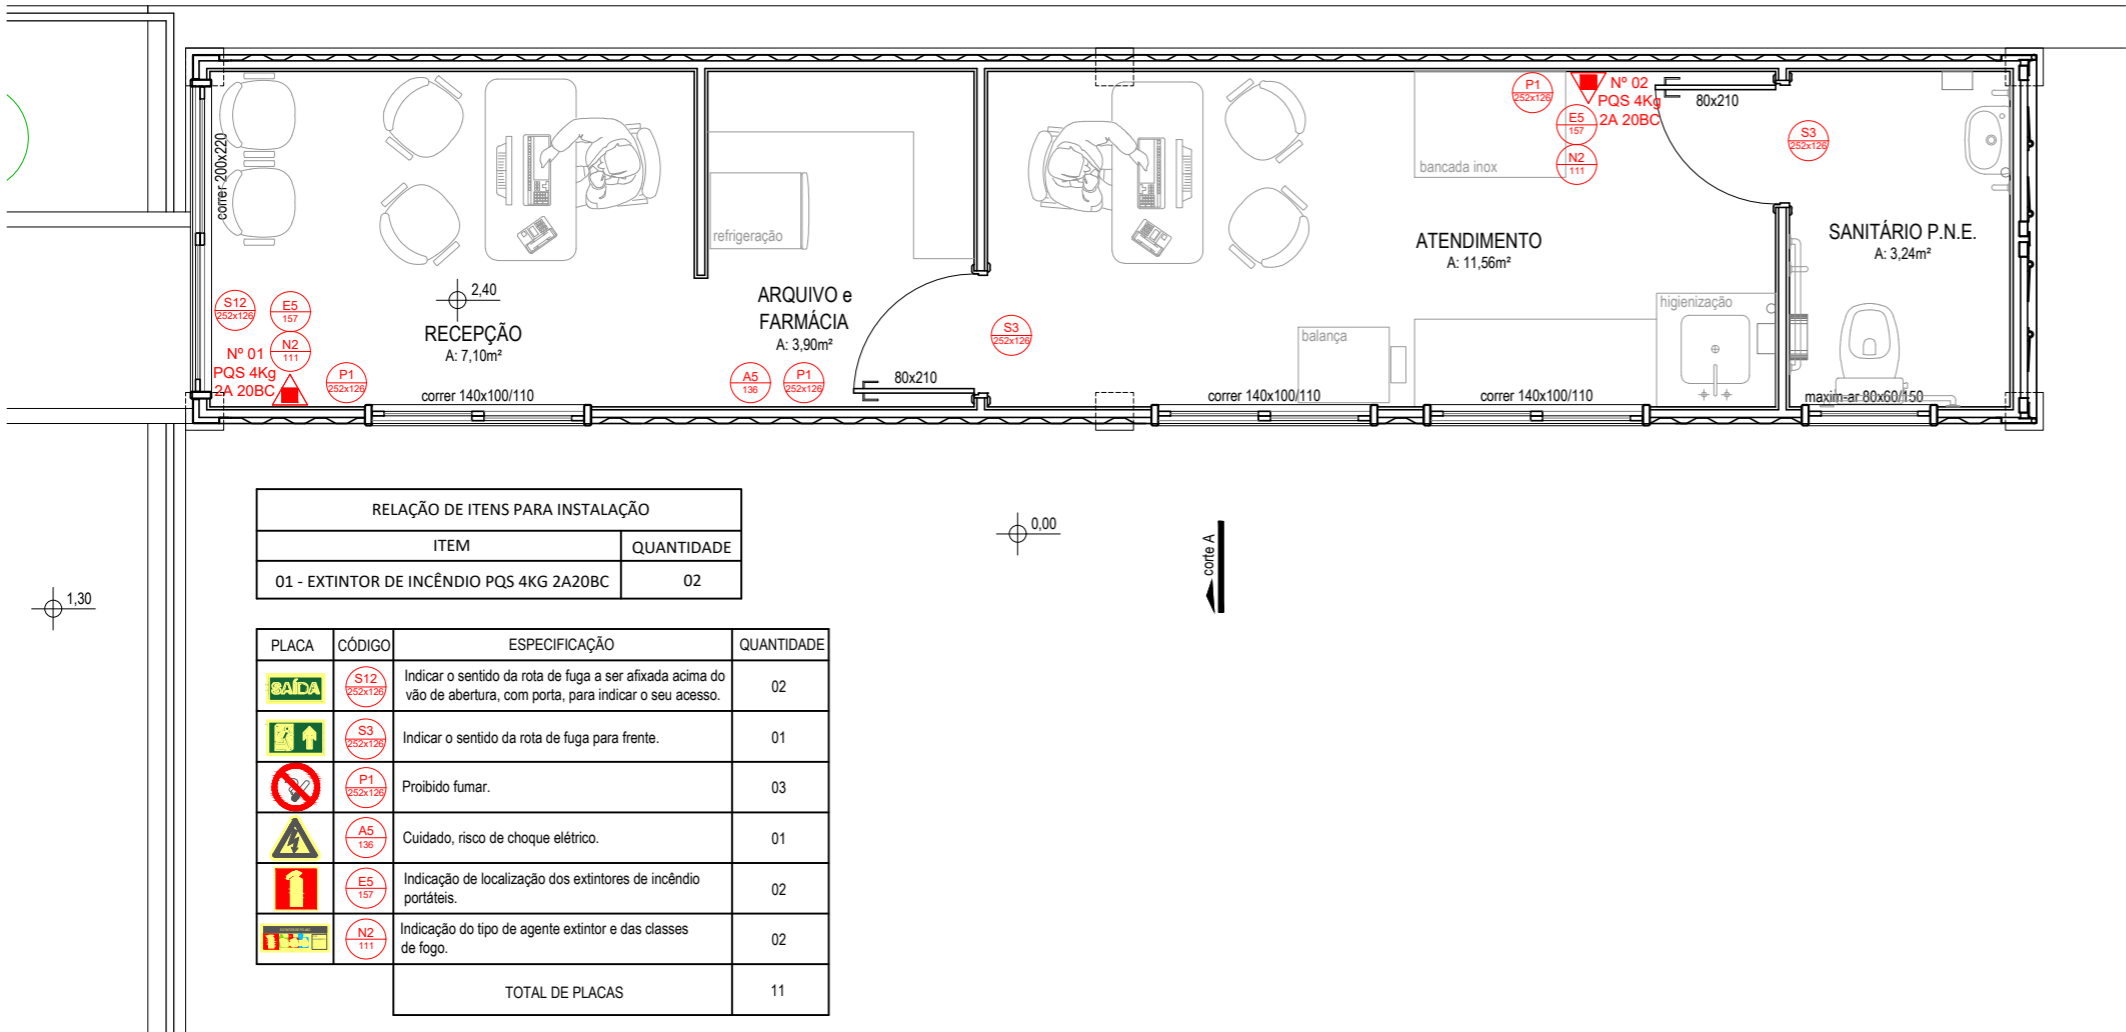 correr 200x220
2,40
RECEPÇÃO
A: 7,10m²
S12
252x126
E5
157
N2
111
Nº 01
PQS 4Kg
2A 20BC
P1
252x126
correr 140x100/110
refrigeração
ARQUIVO e
FARMÁCIA
A: 3,90m²
A5
136
P1
252x126
80x210
S3
252x126
P1
252x126
Nº 02
PQS 4Kg
2A 20BC
E5
157
N2
111
bancada inox
80x210
ATENDIMENTO
A: 11,56m²
balança
higienização
correr 140x100/110
correr 140x100/110
S3
252x126
SANITÁRIO P.N.E.
A: 3,24m²
maxim-ar 80x60/150
0,00
corte A
1,30
RELAÇÃO DE ITENS PARA INSTALAÇÃO
ITEM QUANTIDADE
01 - EXTINTOR DE INCÊNDIO PQS 4KG 2A20BC 02
PLACA CÓDIGO ESPECIFICAÇÃO QUANTIDADE
SAÍDA
S12
252x126
Indicar o sentido da rota de fuga a ser afixada acima do
vão de abertura, com porta, para indicar o seu acesso.
02
S3
252x126
Indicar o sentido da rota de fuga para frente.
01
P1
252x126
Proibido fumar.
03
A5
136
Cuidado, risco de choque elétrico.
01
E5
157
Indicação de localização dos extintores de incêndio
portáteis.
02
N2
111
Indicação do tipo de agente extintor e das classes
de fogo.
02
TOTAL DE PLACAS 11